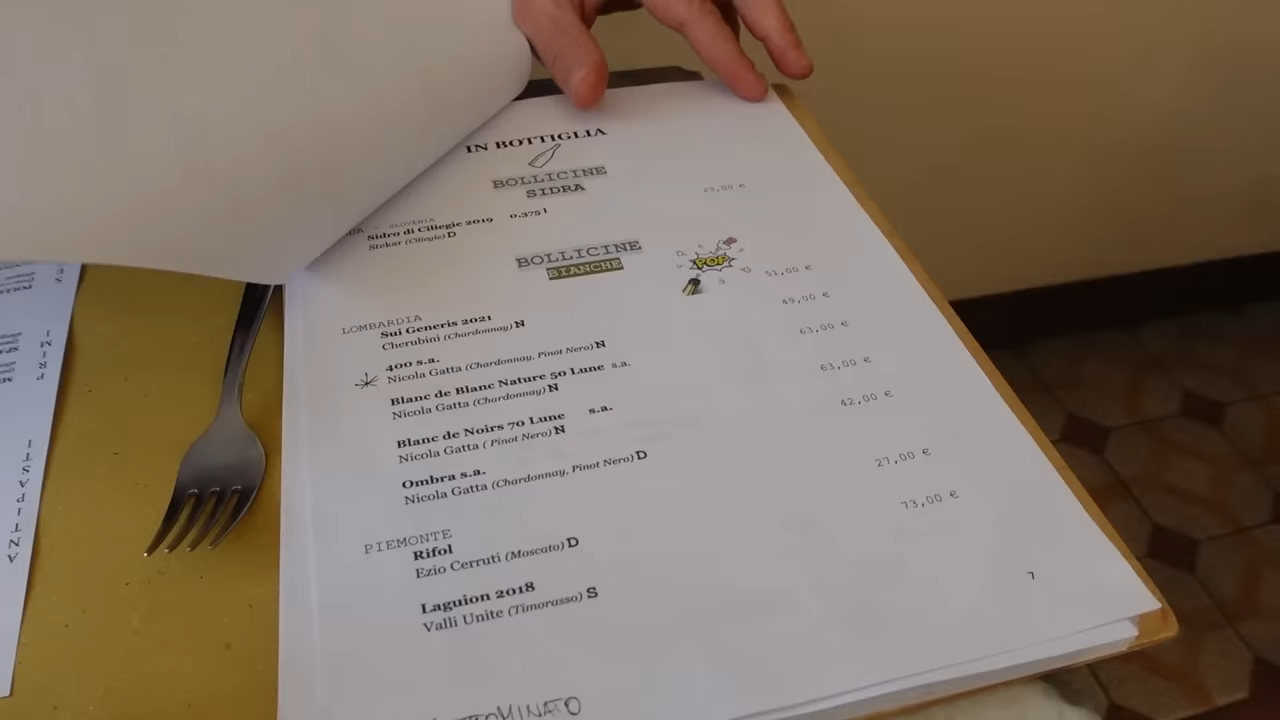 IN BOTTIGLIA
BOLLICINE
SIDRA
SLOVENIA
Sidro di Ciliegie 2019 0.375 l 23,00 €
Stekar (Ciliegie) D
BOLLICINE
BIANCHE
POP
LOMBARDIA
Sui Generis 2021 51,00 €
Cherubini (Chardonnay) N
400 s.a. 49,00 €
Nicola Gatta (Chardonnay, Pinot Nero) N
Blanc de Blanc Nature 50 Lune s.a. 63,00 €
Nicola Gatta (Chardonnay) N
Blanc de Noirs 70 Lune s.a. 63,00 €
Nicola Gatta ( Pinot Nero) N
Ombra s.a. 42,00 €
Nicola Gatta (Chardonnay, Pinot Nero) D
PIEMONTE
Rifol 27,00 €
Ezio Cerruti (Moscato) D
Laguion 2018 73,00 €
Valli Unite (Timorasso) S
7